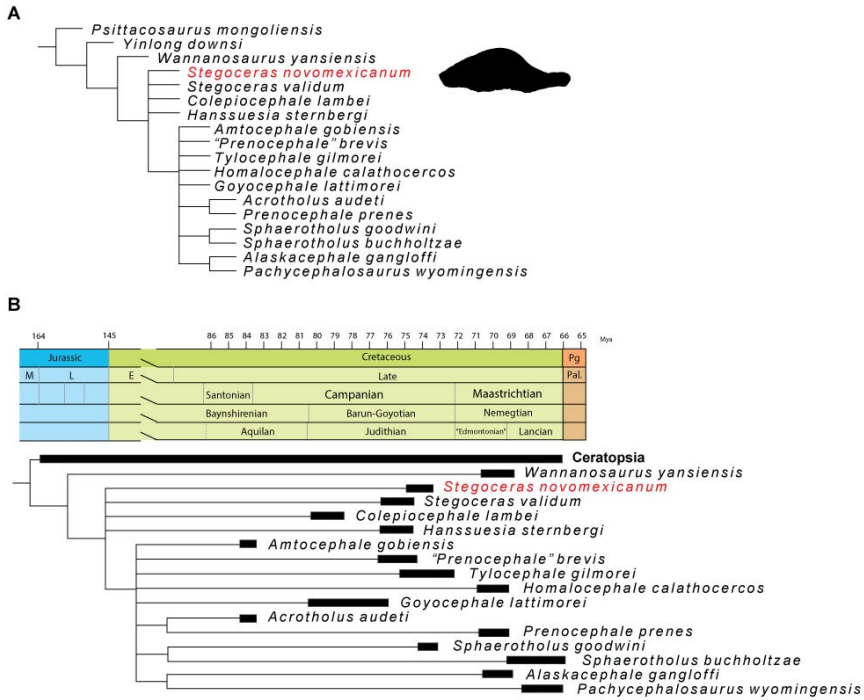 A
Psittacosaurus mongoliensis
Yinlong downsi
Wannanosaurus yansiensis
Stegoceras novomexicanum
Stegoceras validum
Colepiocephale lambei
Hanssuesia sternbergi
Amtocephale gobiensis
“Prenocephale” brevis
Tylocephale gilmorei
Homalocephale calathocercos
Goyocephale lattimorei
Acrotholus audeti
Prenocephale prenes
Sphaerotholus goodwini
Sphaerotholus buchholtzae
Alaskacephale gangloffi
Pachycephalosaurus wyomingensis
B
164 145 86 85 84 83 82 81 80 79 78 77 76 75 74 73 72 71 70 69 68 67 66 65 Mya
Jurassic Cretaceous Pg
M L E Late Pal.
Santonian Campanian Maastrichtian
Baynshirenian Barun-Goyotian Nemegtian
Aquilan Judithian "Edmontonian" Lancian
Ceratopsia
Wannanosaurus yansiensis
Stegoceras novomexicanum
Stegoceras validum
Colepiocephale lambei
Hanssuesia sternbergi
Amtocephale gobiensis
“Prenocephale” brevis
Tylocephale gilmorei
Homalocephale calathocercos
Goyocephale lattimorei
Acrotholus audeti
Prenocephale prenes
Sphaerotholus goodwini
Sphaerotholus buchholtzae
Alaskacephale gangloffi
Pachycephalosaurus wyomingensis